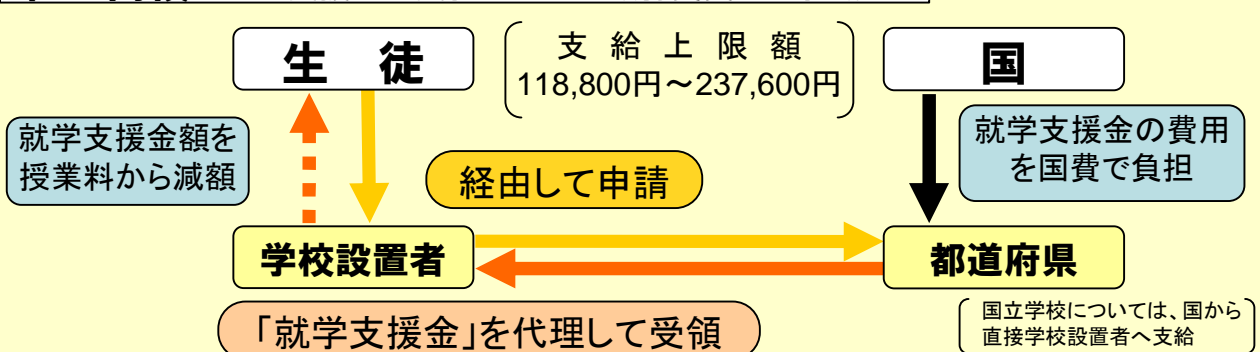 生　徒
支 給 上 限 額
118,800円～237,600円
国
就学支援金額を
授業料から減額
就学支援金の費用
を国費で負担
経由して申請
学校設置者
都道府県
「就学支援金」を代理して受領
国立学校については、国から
直接学校設置者へ支給